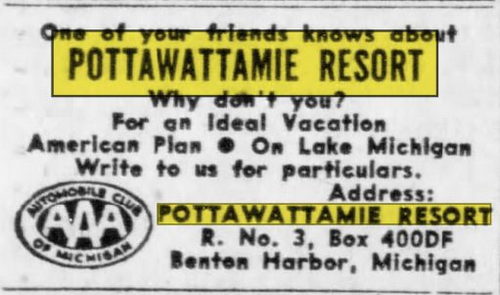 One of your friends knows about
POTTAWATTAMIE RESORT
Why don't you?
For an Ideal Vacation
American Plan ● On Lake Michigan
Write to us for particulars.
Address:
POTTAWATTAMIE RESORT
R. No. 3, Box 400DF
Benton Harbor, Michigan
AUTOMOBILE CLUB
AAA
OF MICHIGAN